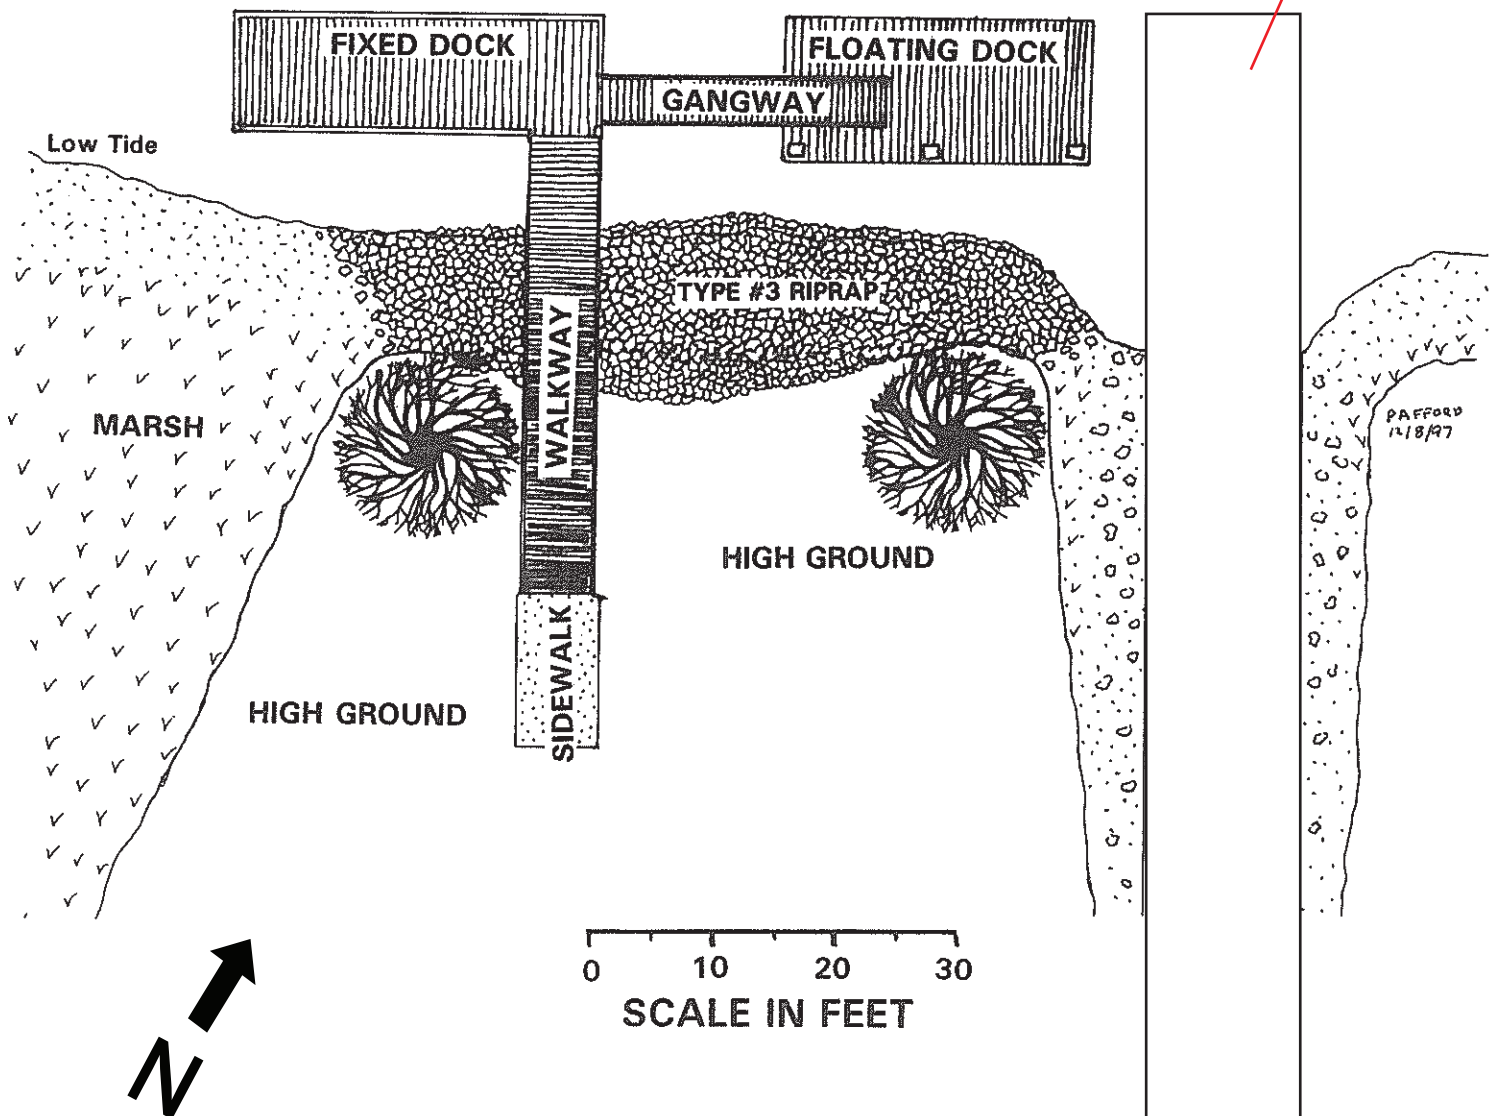 FIXED DOCK
FLOATING DOCK
GANGWAY
Low Tide
TYPE #3 RIPRAP
WALKWAY
MARSH
PAFFORD
12/8/97
HIGH GROUND
SIDEWALK
HIGH GROUND
0 10 20 30
SCALE IN FEET
N